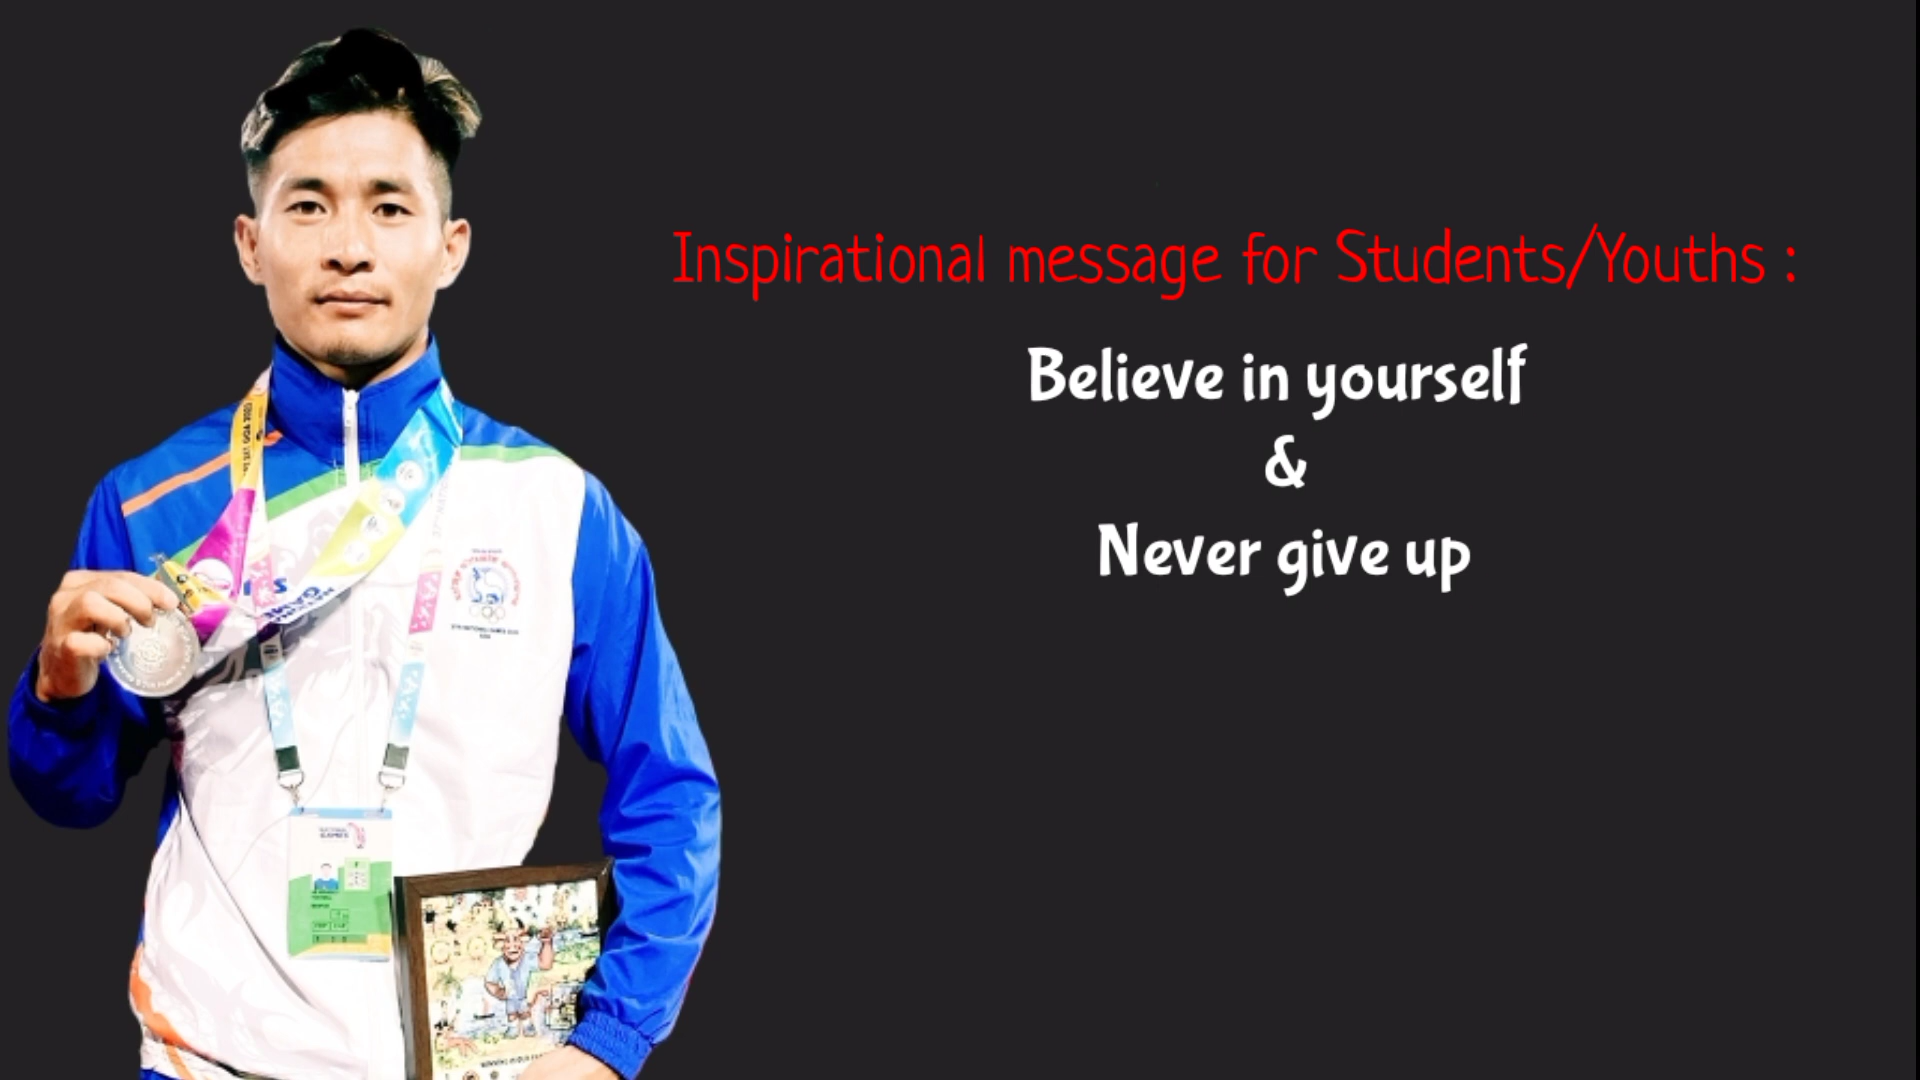 Inspirational message for Students/Youths :
Believe in yourself
&
Never give up